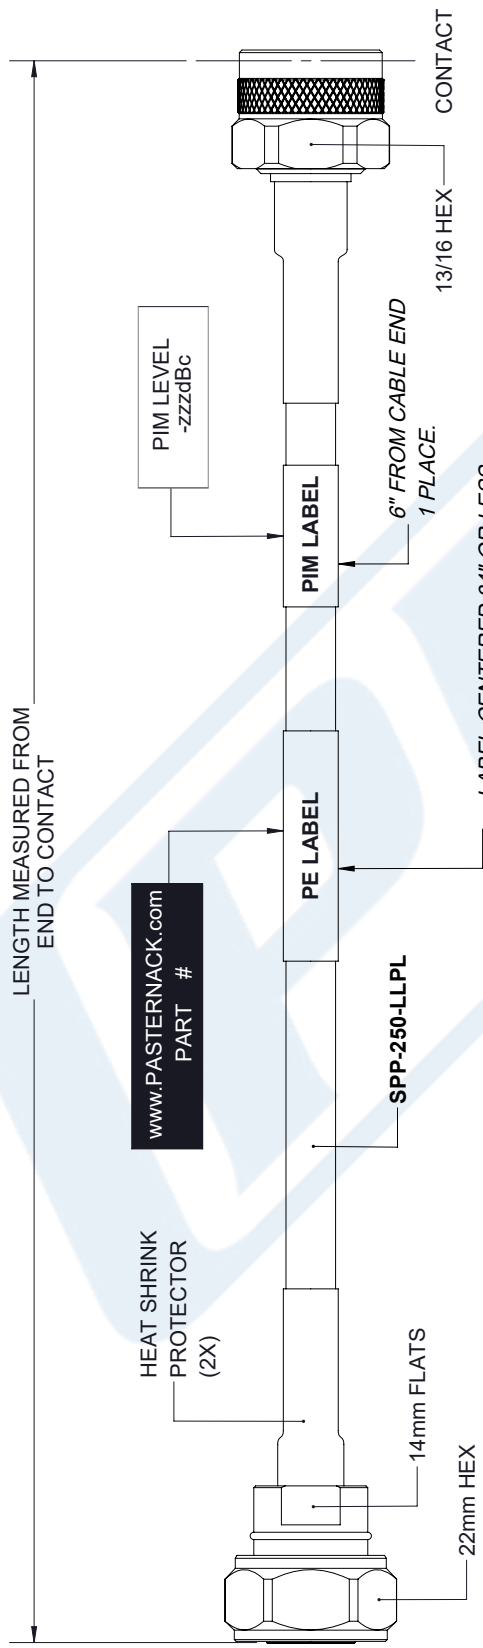 LENGTH MEASURED FROM
END TO CONTACT
HEAT SHRINK
PROTECTOR
(2X)
www.PASTERNACK.com
PART #
PIM LEVEL
-zzzdBc
PE LABEL
PIM LABEL
14mm FLATS
22mm HEX
SPP-250-LLPL
6" FROM CABLE END
1 PLACE.
13/16 HEX
CONTACT